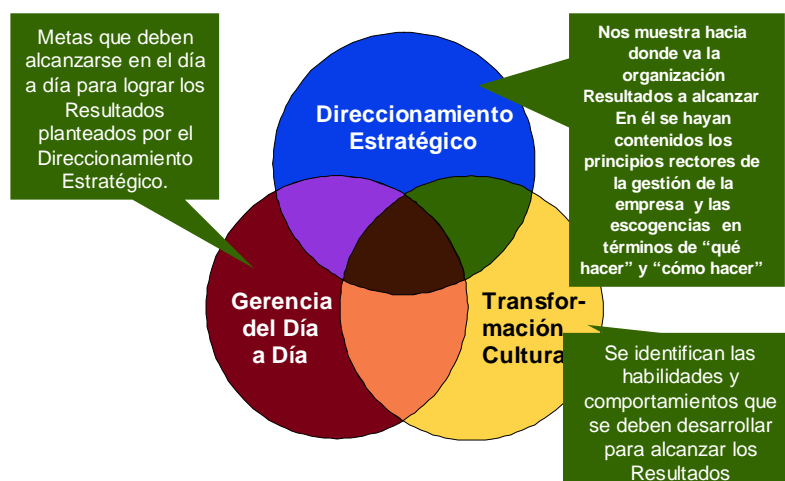 Metas que deben
alcanzarse en el día
a día para lograr los
Resultados
planteados por el
Direccionamiento
Estratégico.
Direccionamiento
Estratégico
Nos muestra hacia
donde va la
organización
Resultados a alcanzar
En él se hayan
contenidos los
principios rectores de
la gestión de la
empresa y las
escogencias en
términos de “qué
hacer” y “cómo hacer”
Gerencia
del Día
a Día
Transfor-
mación
Cultura
Se identifican las
habilidades y
comportamientos que
se deben desarrollar
para alcanzar los
Resultados